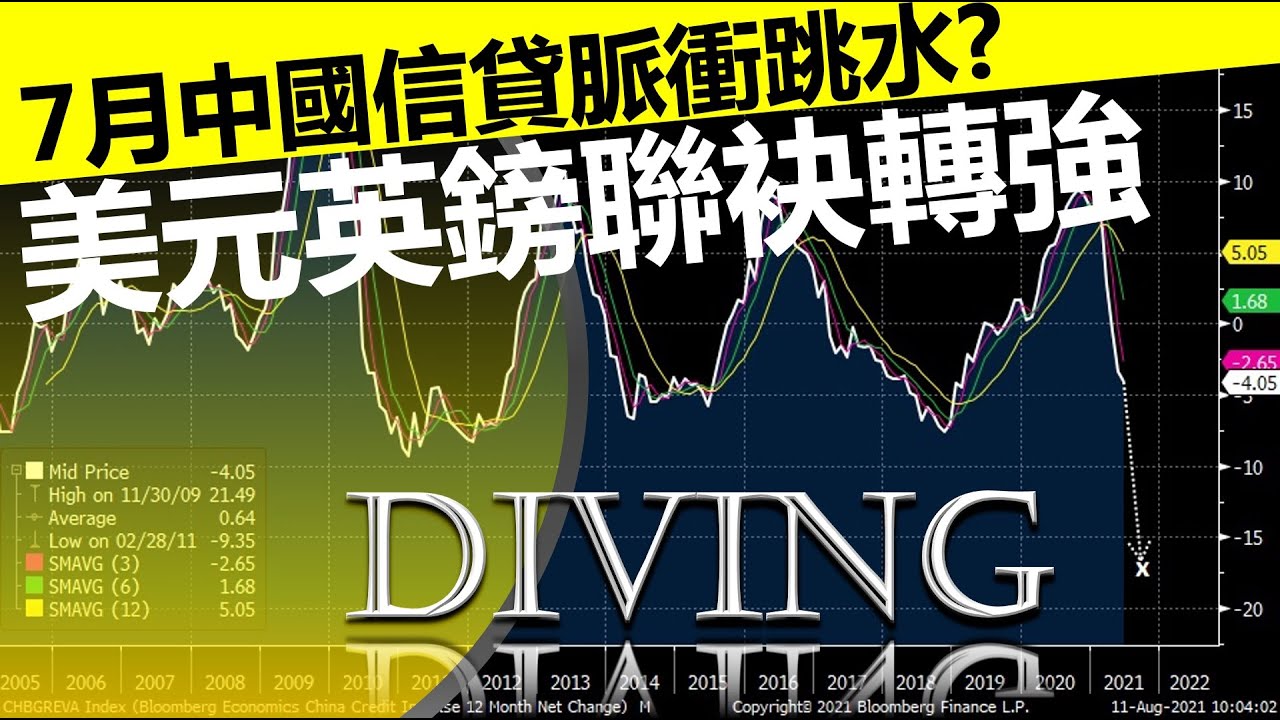 7月中國信貸脈衝跳水?
美元英鎊聯袂轉強
15
10
5.05
1.68
0
-2.65
-4.05
-5
-10
-15
-20
x
Mid Price -4.05
High on 11/30/09 21.49
Average 0.64
Low on 02/28/11 -9.35
SMAVG (3) -2.65
SMAVG (6) 1.68
SMAVG (12) 5.05
DIVING
2005 2006 2007 2008 2009 2010 2011 2012 2013 2014 2015 2016 2017 2018 2019 2020 2021 2022
CHBGREVA Index (Bloomberg Economics China Credit Impulse 12 Month Net Change) M Copyright© 2021 Bloomberg Finance L.P. 11-Aug-2021 10:04:02